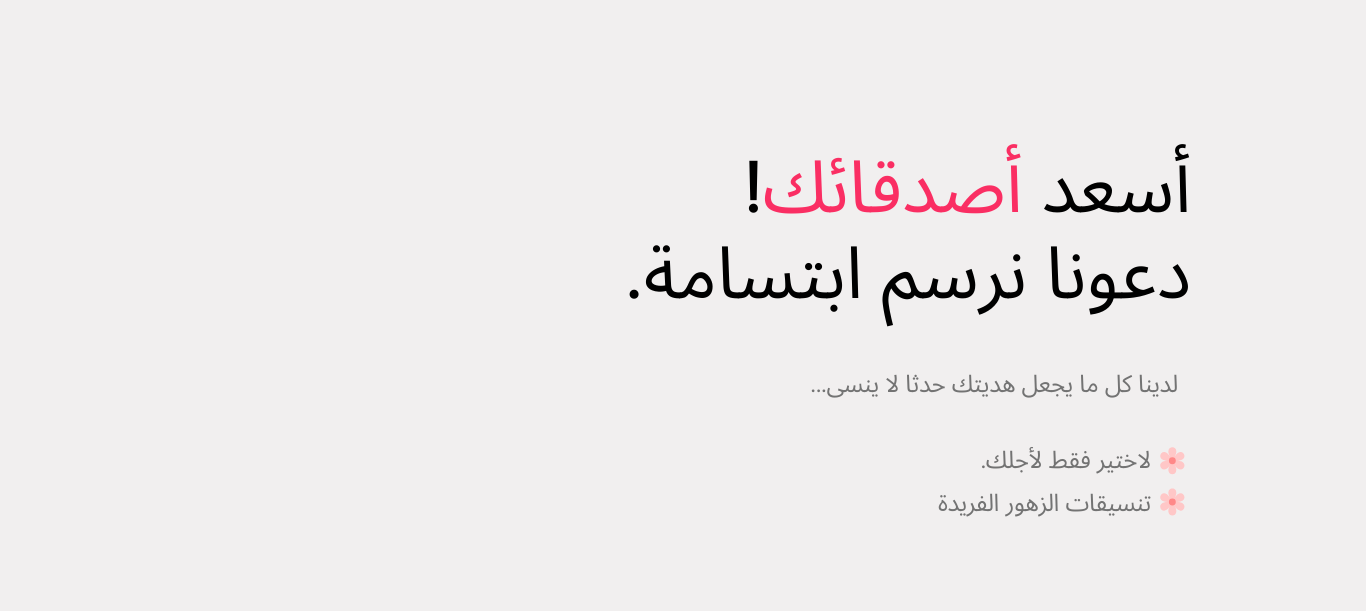 أسعد أصدقائك!
دعونا نرسم ابتسامة.
لدينا كل ما يجعل هديتك حدثا لا ينسى...
لاختير فقط لأجلك.
تنسيقات الزهور الفريدة